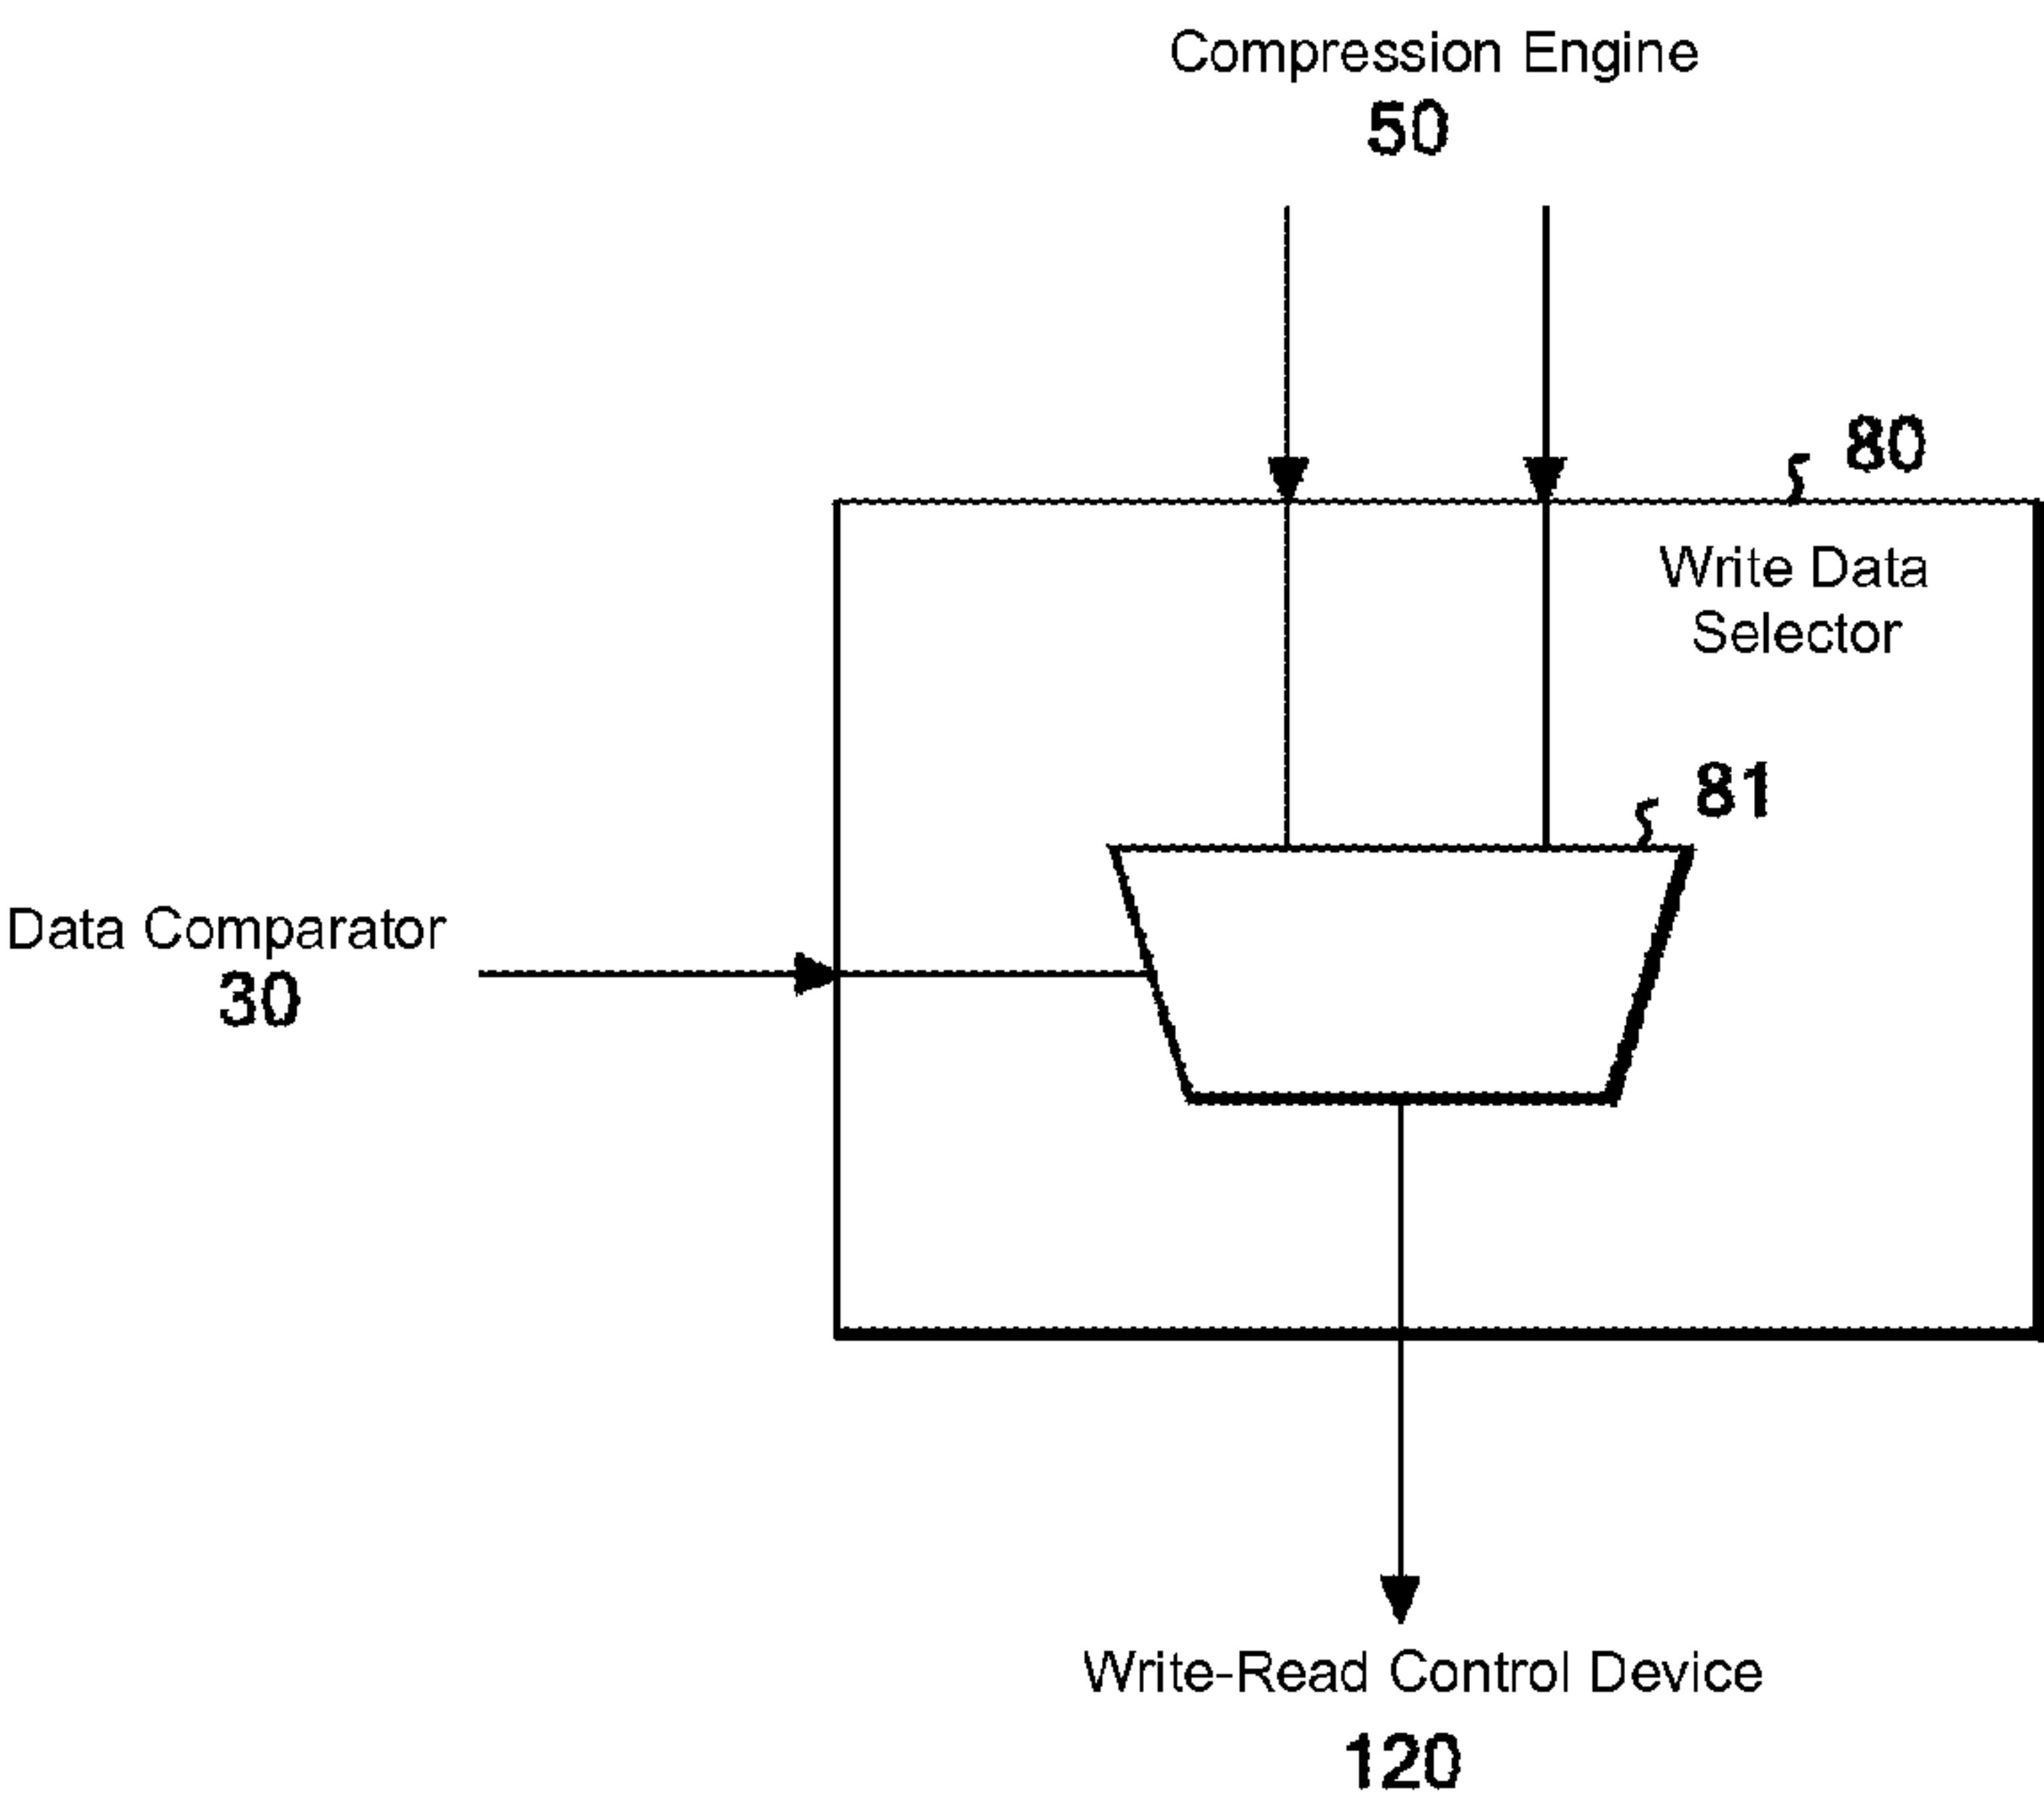 Compression Engine
50
80
Write Data
Selector
81
Data Comparator
30
Write-Read Control Device
120